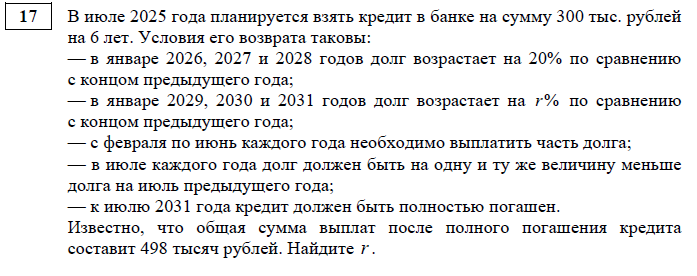 17
В июле 2025 года планируется взять кредит в банке на сумму 300 тыс. рублей
на 6 лет. Условия его возврата таковы:
— в январе 2026, 2027 и 2028 годов долг возрастает на 20% по сравнению
с концом предыдущего года;
— в январе 2029, 2030 и 2031 годов долг возрастает на r% по сравнению
с концом предыдущего года;
— с февраля по июнь каждого года необходимо выплатить часть долга;
— в июле каждого года долг должен быть на одну и ту же величину меньше
долга на июль предыдущего года;
— к июлю 2031 года кредит должен быть полностью погашен.
Известно, что общая сумма выплат после полного погашения кредита
составит 498 тысяч рублей. Найдите r.